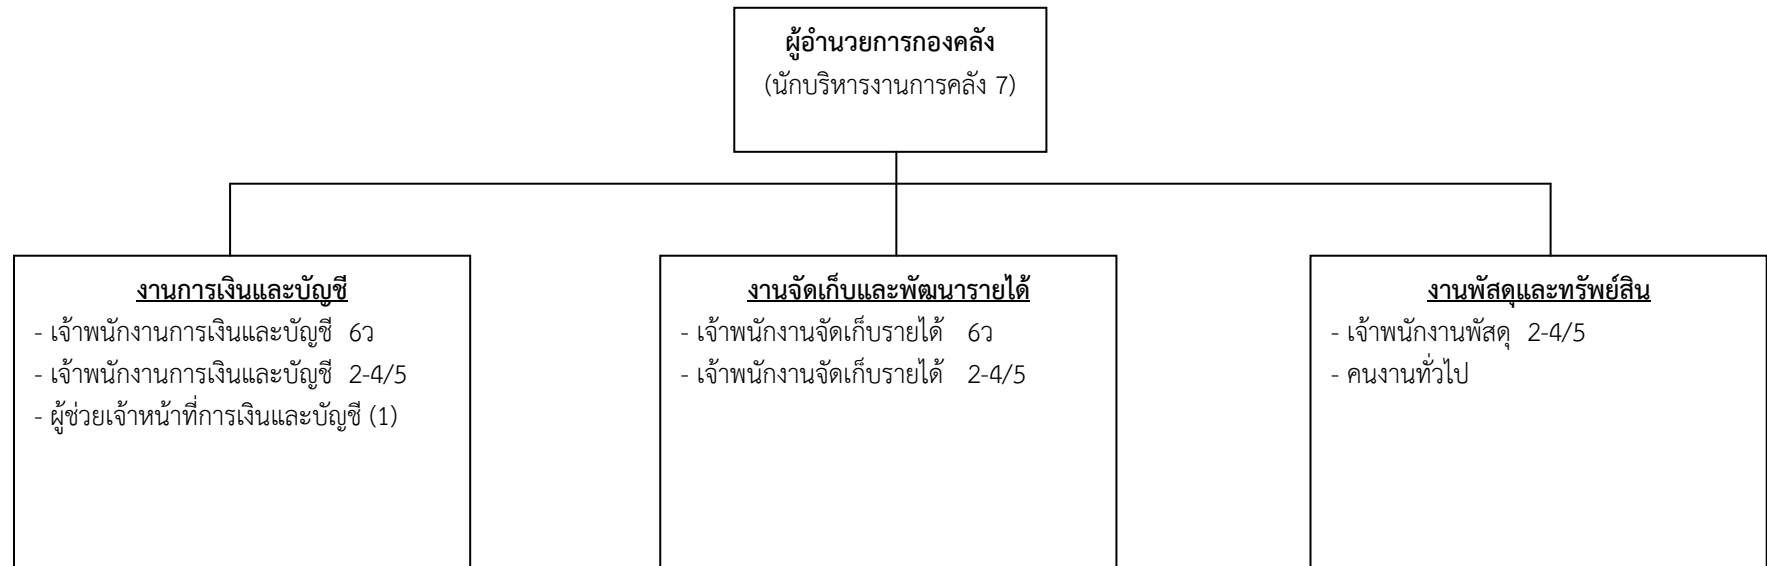 ผู้อำนวยการกองคลัง
(นักบริหารงานการคลัง 7)
งานการเงินและบัญชี
- เจ้าพนักงานการเงินและบัญชี 6ว
- เจ้าพนักงานการเงินและบัญชี 2-4/5
- ผู้ช่วยเจ้าหน้าที่การเงินและบัญชี (1)
งานจัดเก็บและพัฒนารายได้
- เจ้าพนักงานจัดเก็บรายได้ 6ว
- เจ้าพนักงานจัดเก็บรายได้ 2-4/5
งานพัสดุและทรัพย์สิน
- เจ้าพนักงานพัสดุ 2-4/5
- คนงานทั่วไป